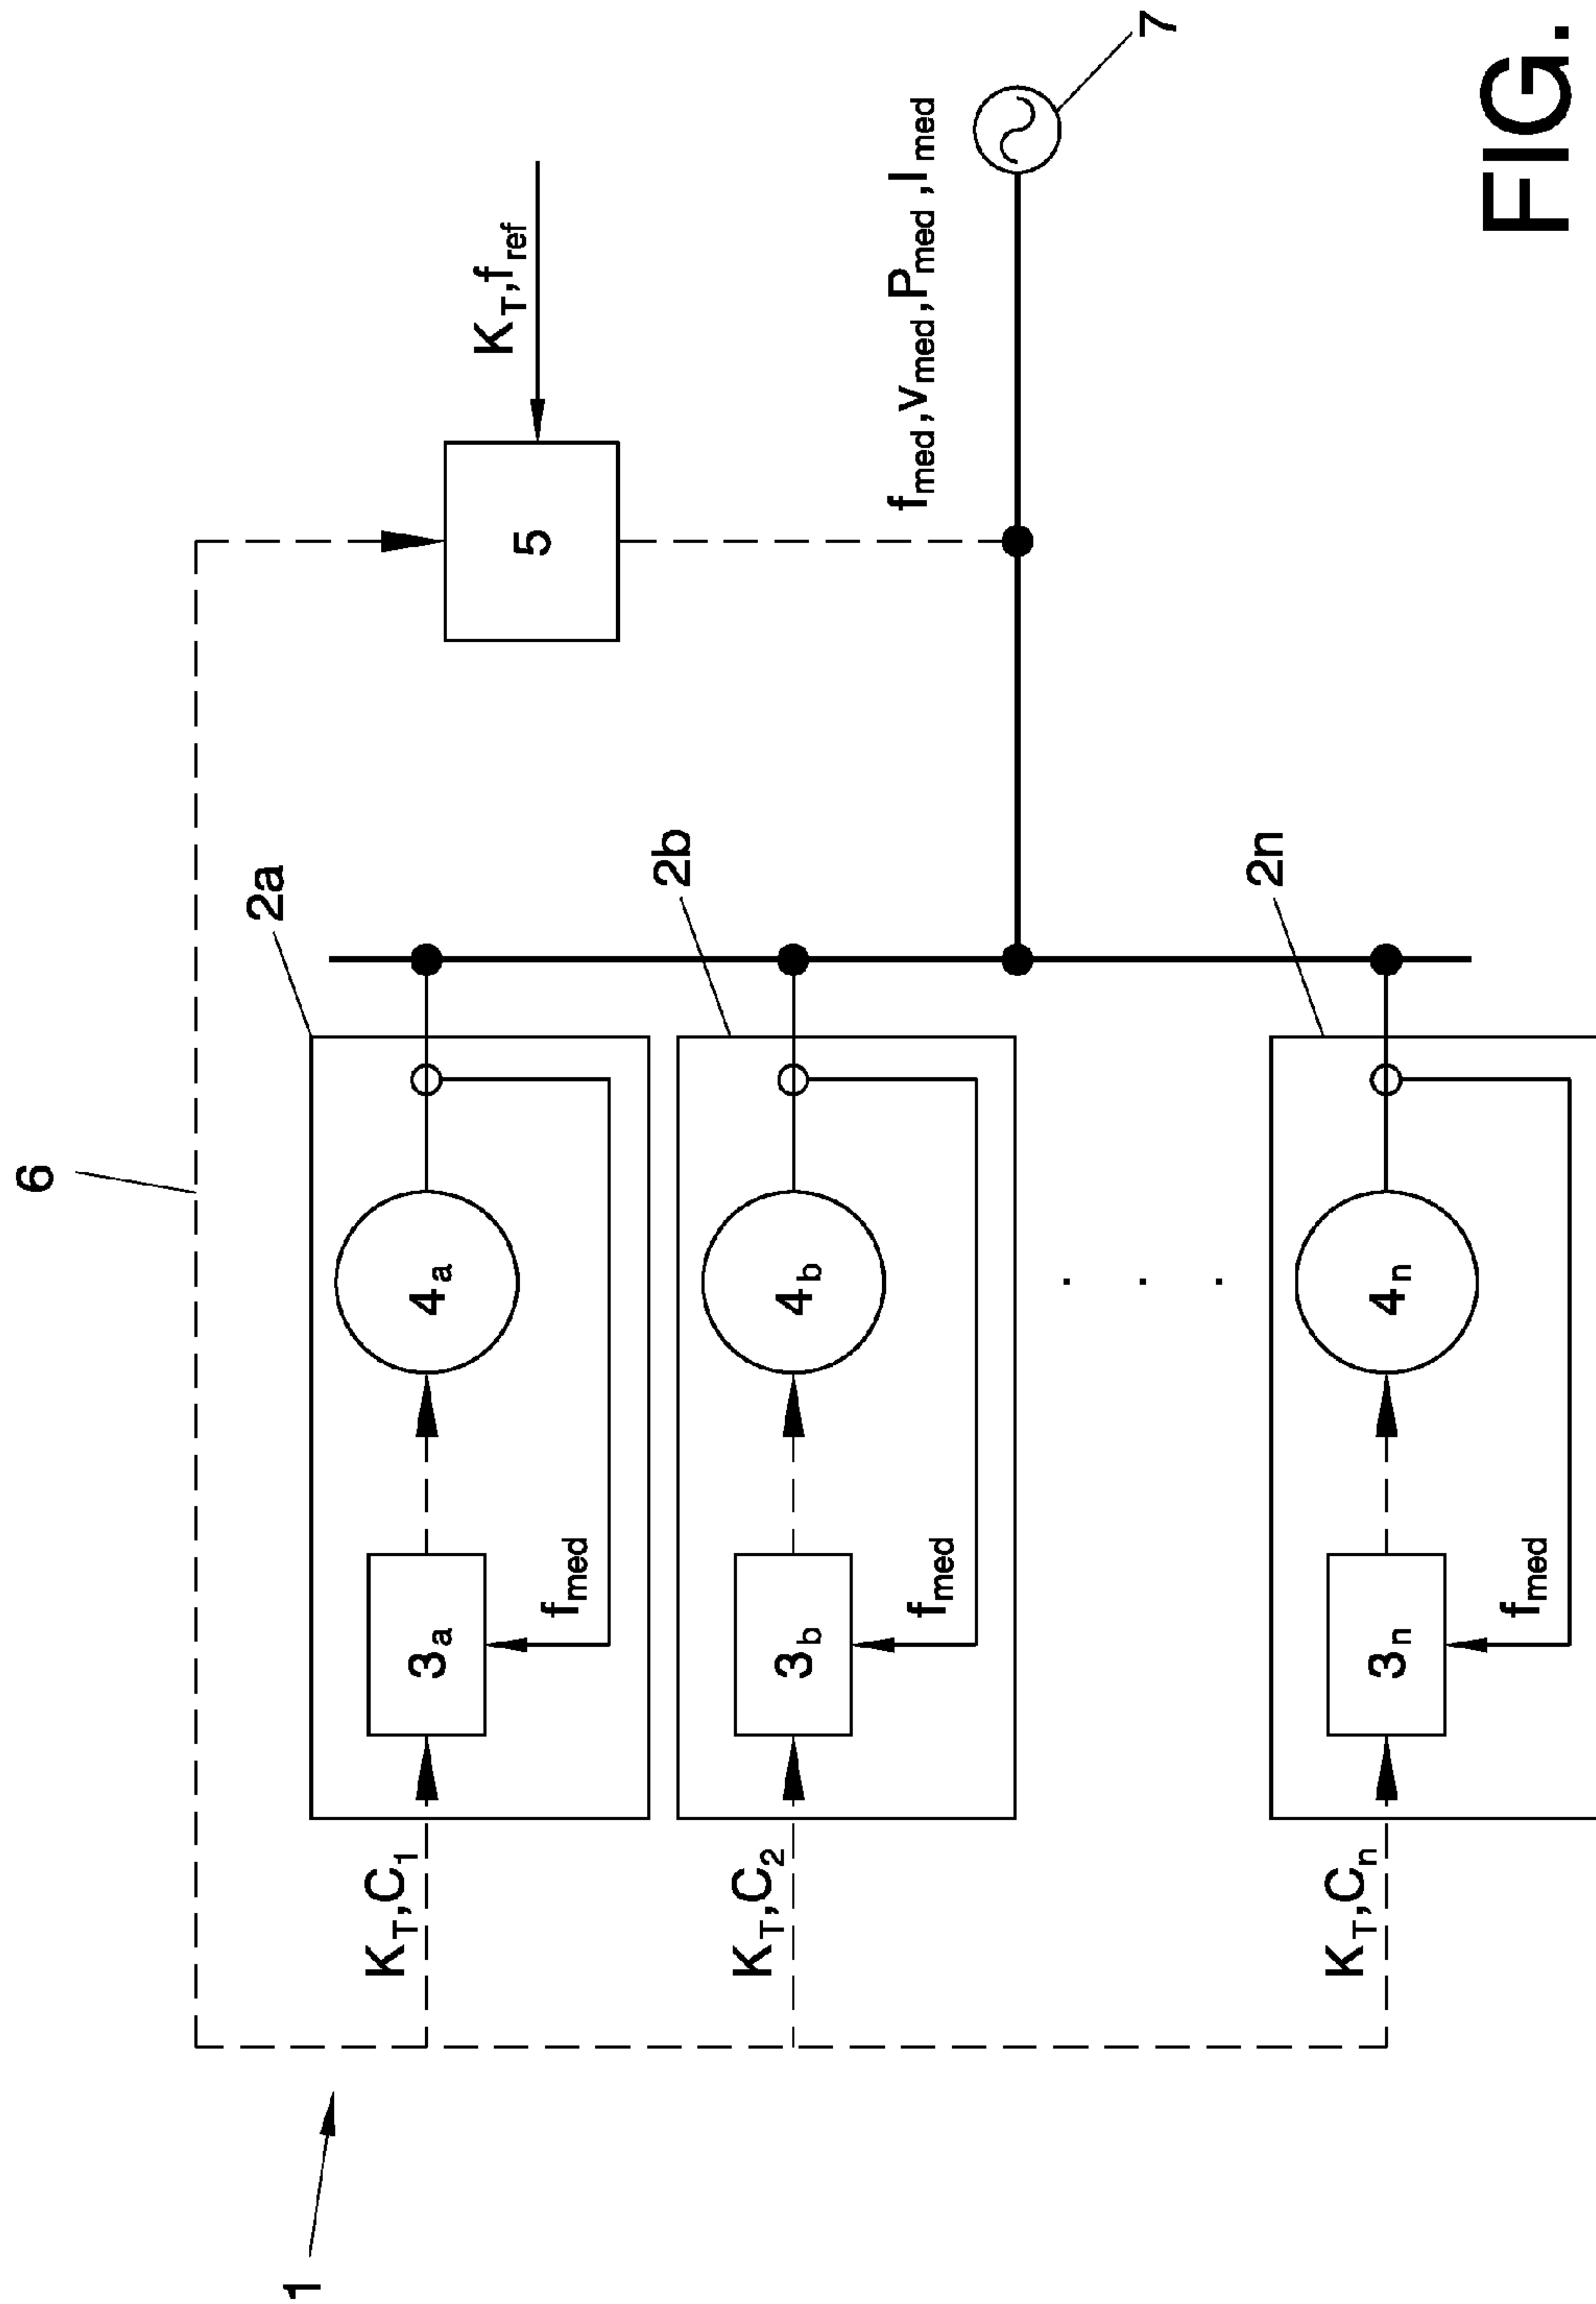 1
6
K_T,C_1
3_a
f_med
4_a
2a
K_T,C_2
3_b
f_med
4_b
2b
. . .
K_T,C_n
3_n
f_med
4_n
2n
5
K_T,f_ref
f_med,v_med,P_med,I_med
7
FIG.